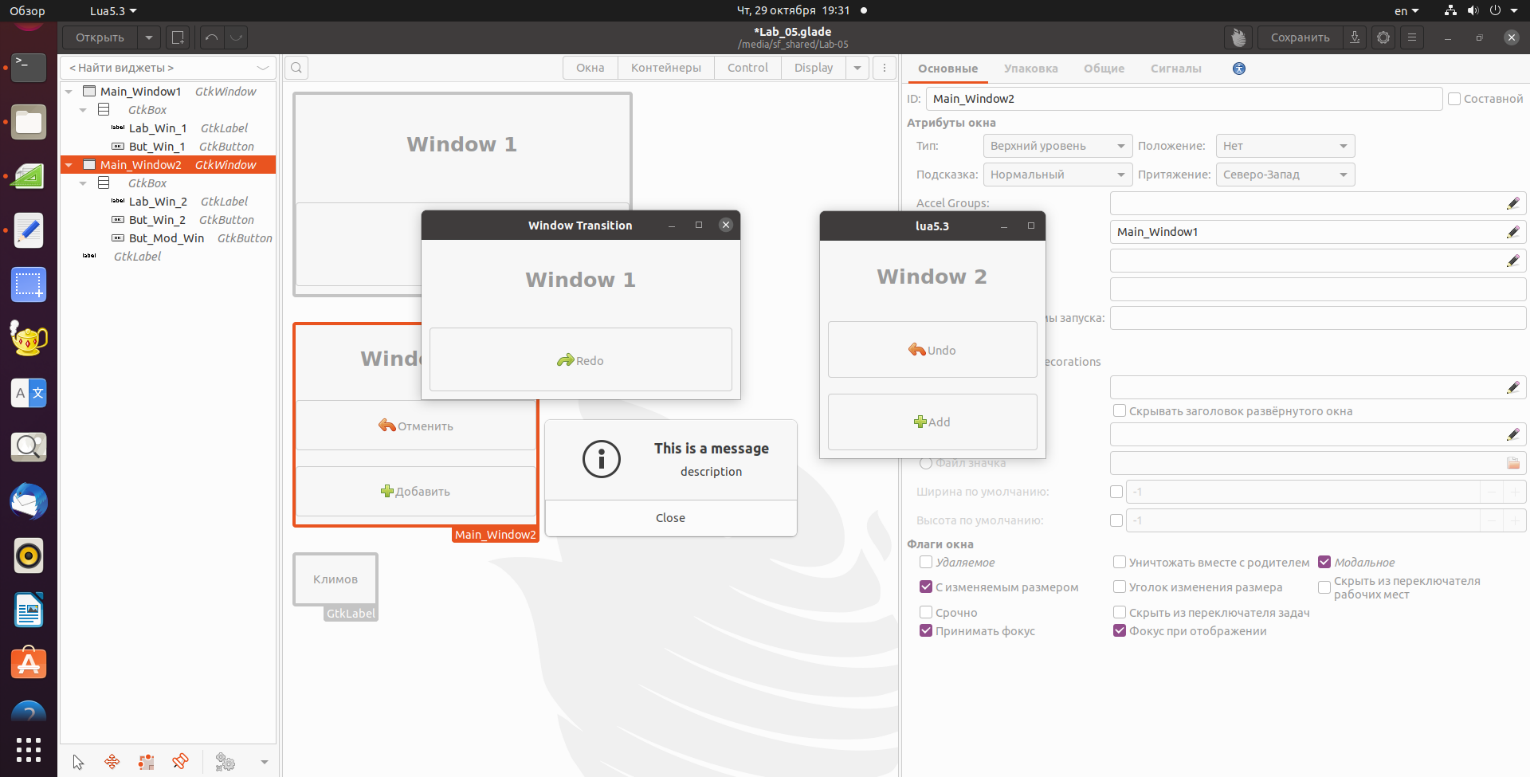 Обзор
Lua5.3
Чт, 29 октября 19:31
en
Открыть
*Lab_05.glade
/media/sf_shared/Lab-05
Сохранить
< Найти виджеты >
Main_Window1 GtkWindow
GtkBox
label Lab_Win_1 GtkLabel
But_Win_1 GtkButton
Main_Window2 GtkWindow
GtkBox
label Lab_Win_2 GtkLabel
But_Win_2 GtkButton
But_Mod_Win GtkButton
label GtkLabel
Окна Контейнеры Control Display
Window 1
Window Transition
Window 1
Redo
lua5.3
Window 2
Undo
Add
Отменить
Добавить
Main_Window2
This is a message
description
Close
Климов
GtkLabel
Основные Упаковка Общие Сигналы
ID: Main_Window2 Составной
Атрибуты окна
Тип: Верхний уровень Положение: Нет
Подсказка: Нормальный Притяжение: Северо-Запад
Accel Groups:
Main_Window1
запуска:
Скрывать заголовок развёрнутого окна
Файл значка
Ширина по умолчанию: -1
Высота по умолчанию: -1
Флаги окна
Удаляемое Уничтожать вместе с родителем Модальное
С изменяемым размером Уголок изменения размера Скрыть из переключателя
рабочих мест
Срочно Скрыть из переключателя задач
Принимать фокус Фокус при отображении